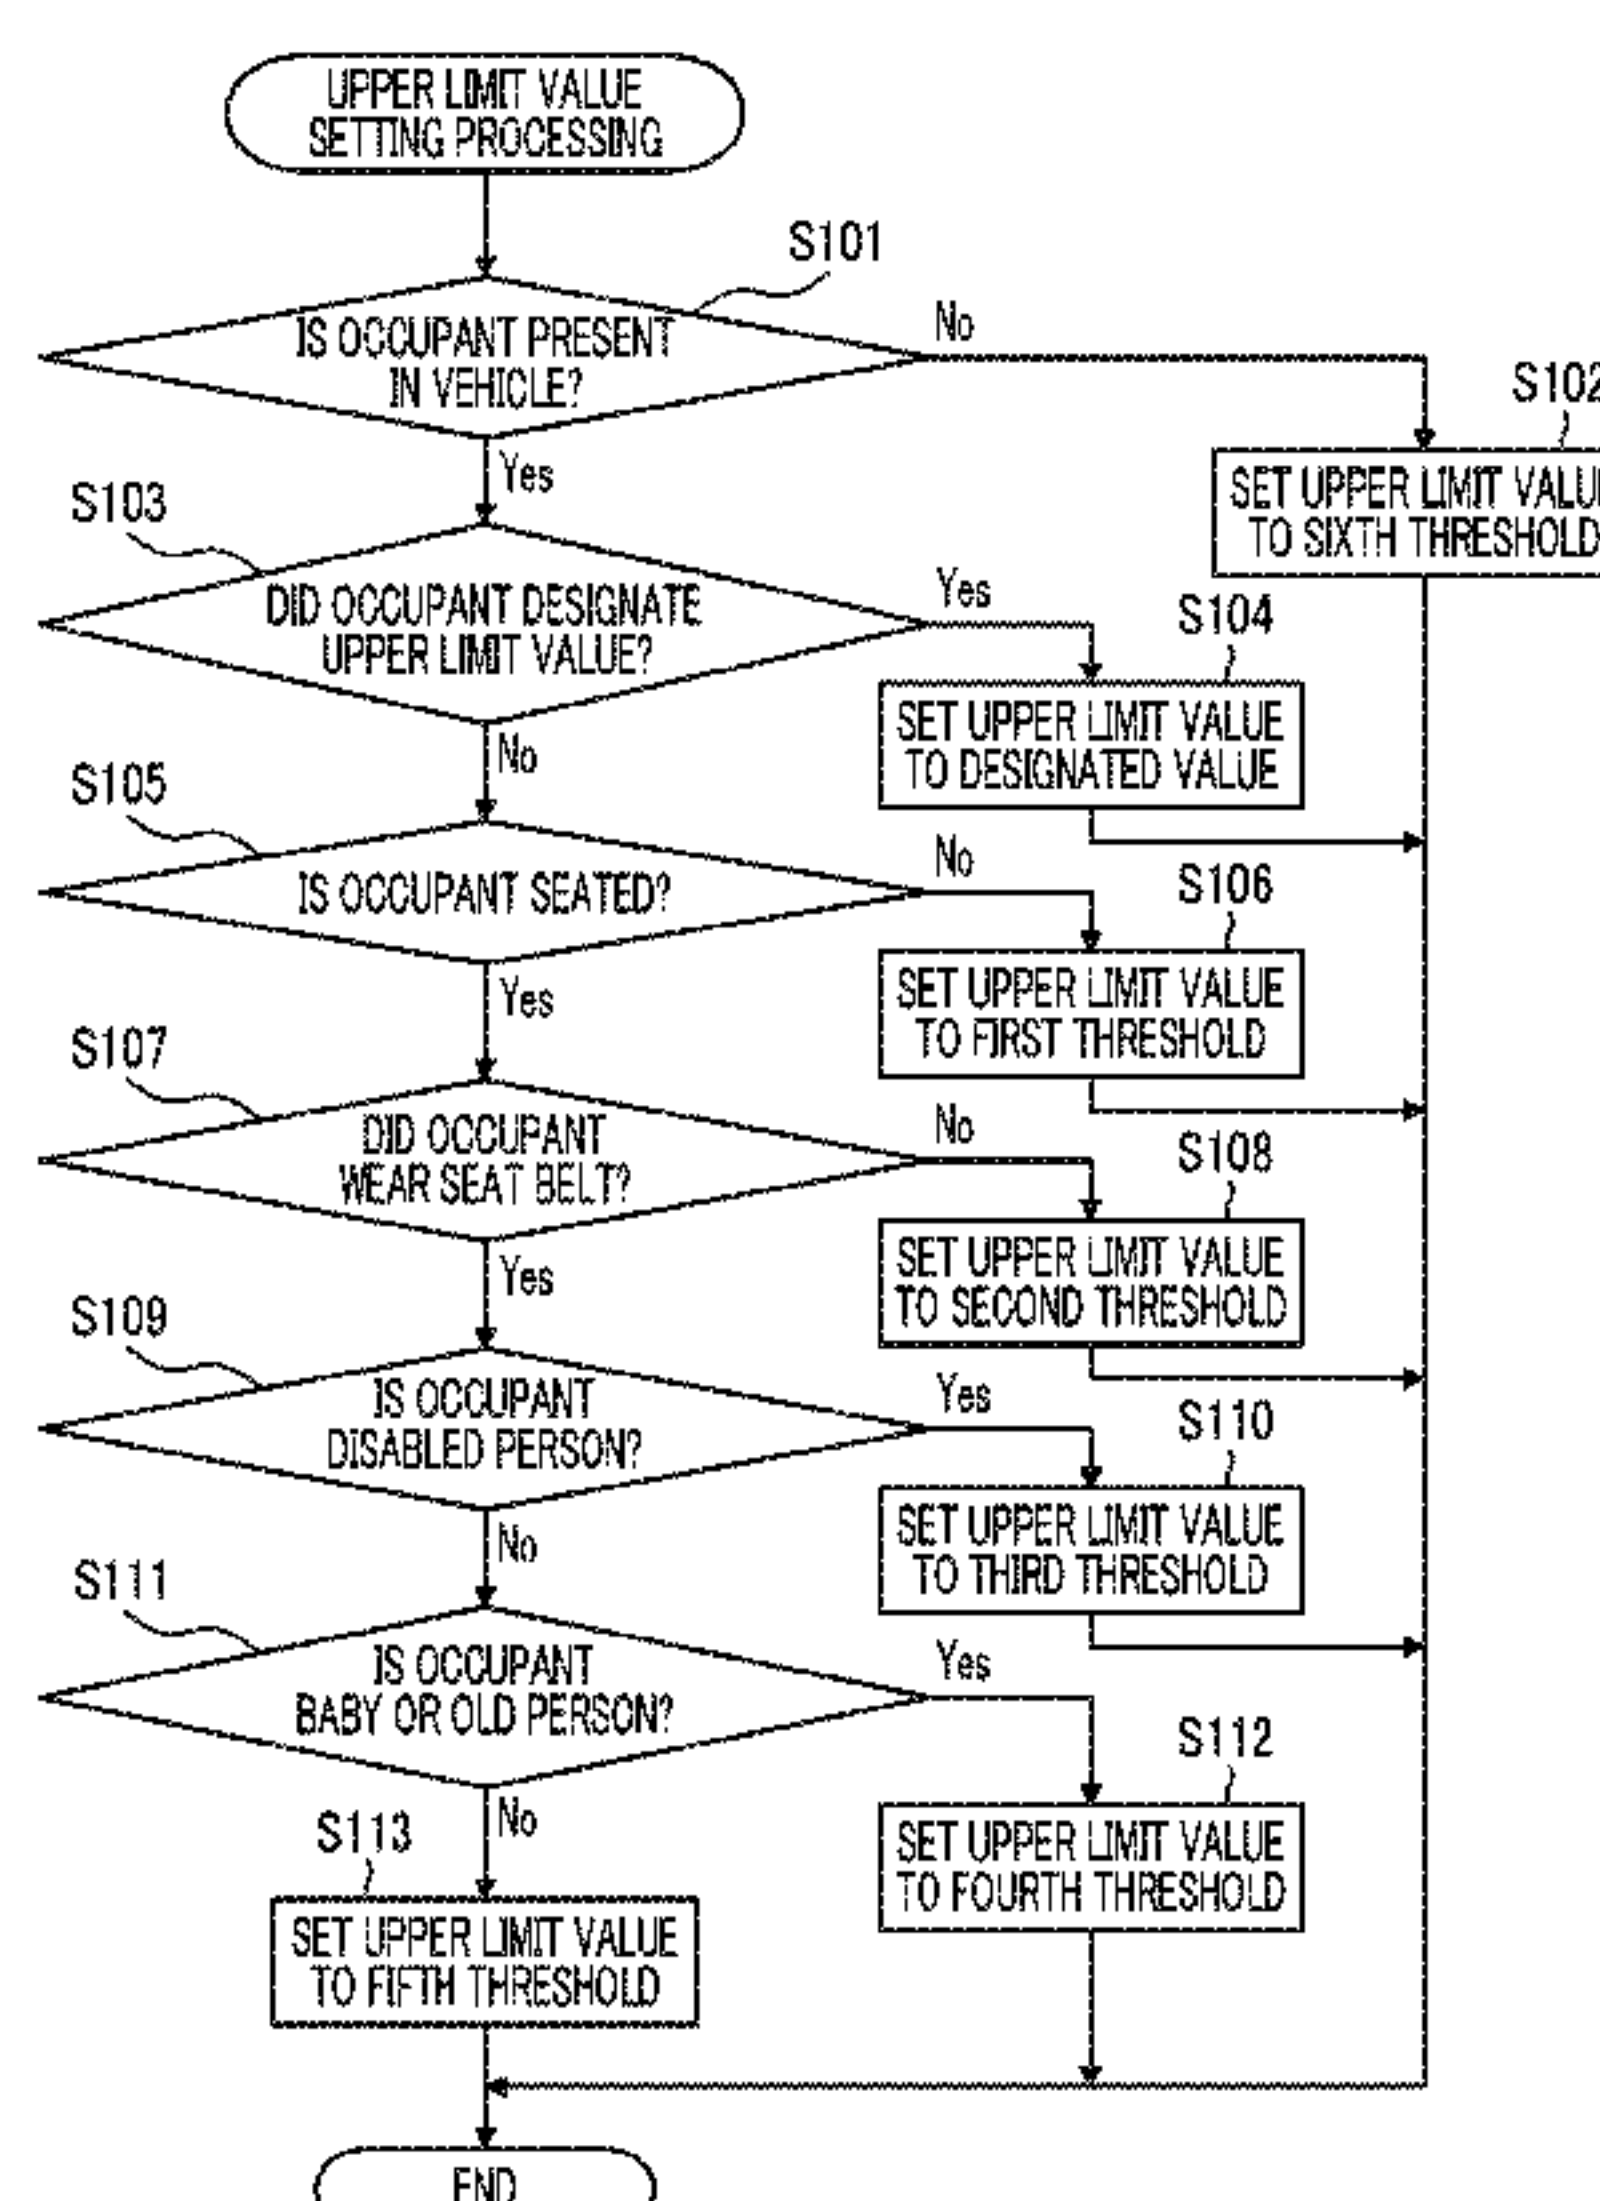 UPPER LIMIT VALUE
SETTING PROCESSING
S101
IS OCCUPANT PRESENT
IN VEHICLE?
No
Yes
S102
SET UPPER LIMIT VALUE
TO SIXTH THRESHOLD
S103
DID OCCUPANT DESIGNATE
UPPER LIMIT VALUE?
Yes
No
S104
SET UPPER LIMIT VALUE
TO DESIGNATED VALUE
S105
IS OCCUPANT SEATED?
No
Yes
S106
SET UPPER LIMIT VALUE
TO FIRST THRESHOLD
S107
DID OCCUPANT
WEAR SEAT BELT?
No
Yes
S108
SET UPPER LIMIT VALUE
TO SECOND THRESHOLD
S109
IS OCCUPANT
DISABLED PERSON?
Yes
No
S110
SET UPPER LIMIT VALUE
TO THIRD THRESHOLD
S111
IS OCCUPANT
BABY OR OLD PERSON?
Yes
No
S112
SET UPPER LIMIT VALUE
TO FOURTH THRESHOLD
S113
SET UPPER LIMIT VALUE
TO FIFTH THRESHOLD
END